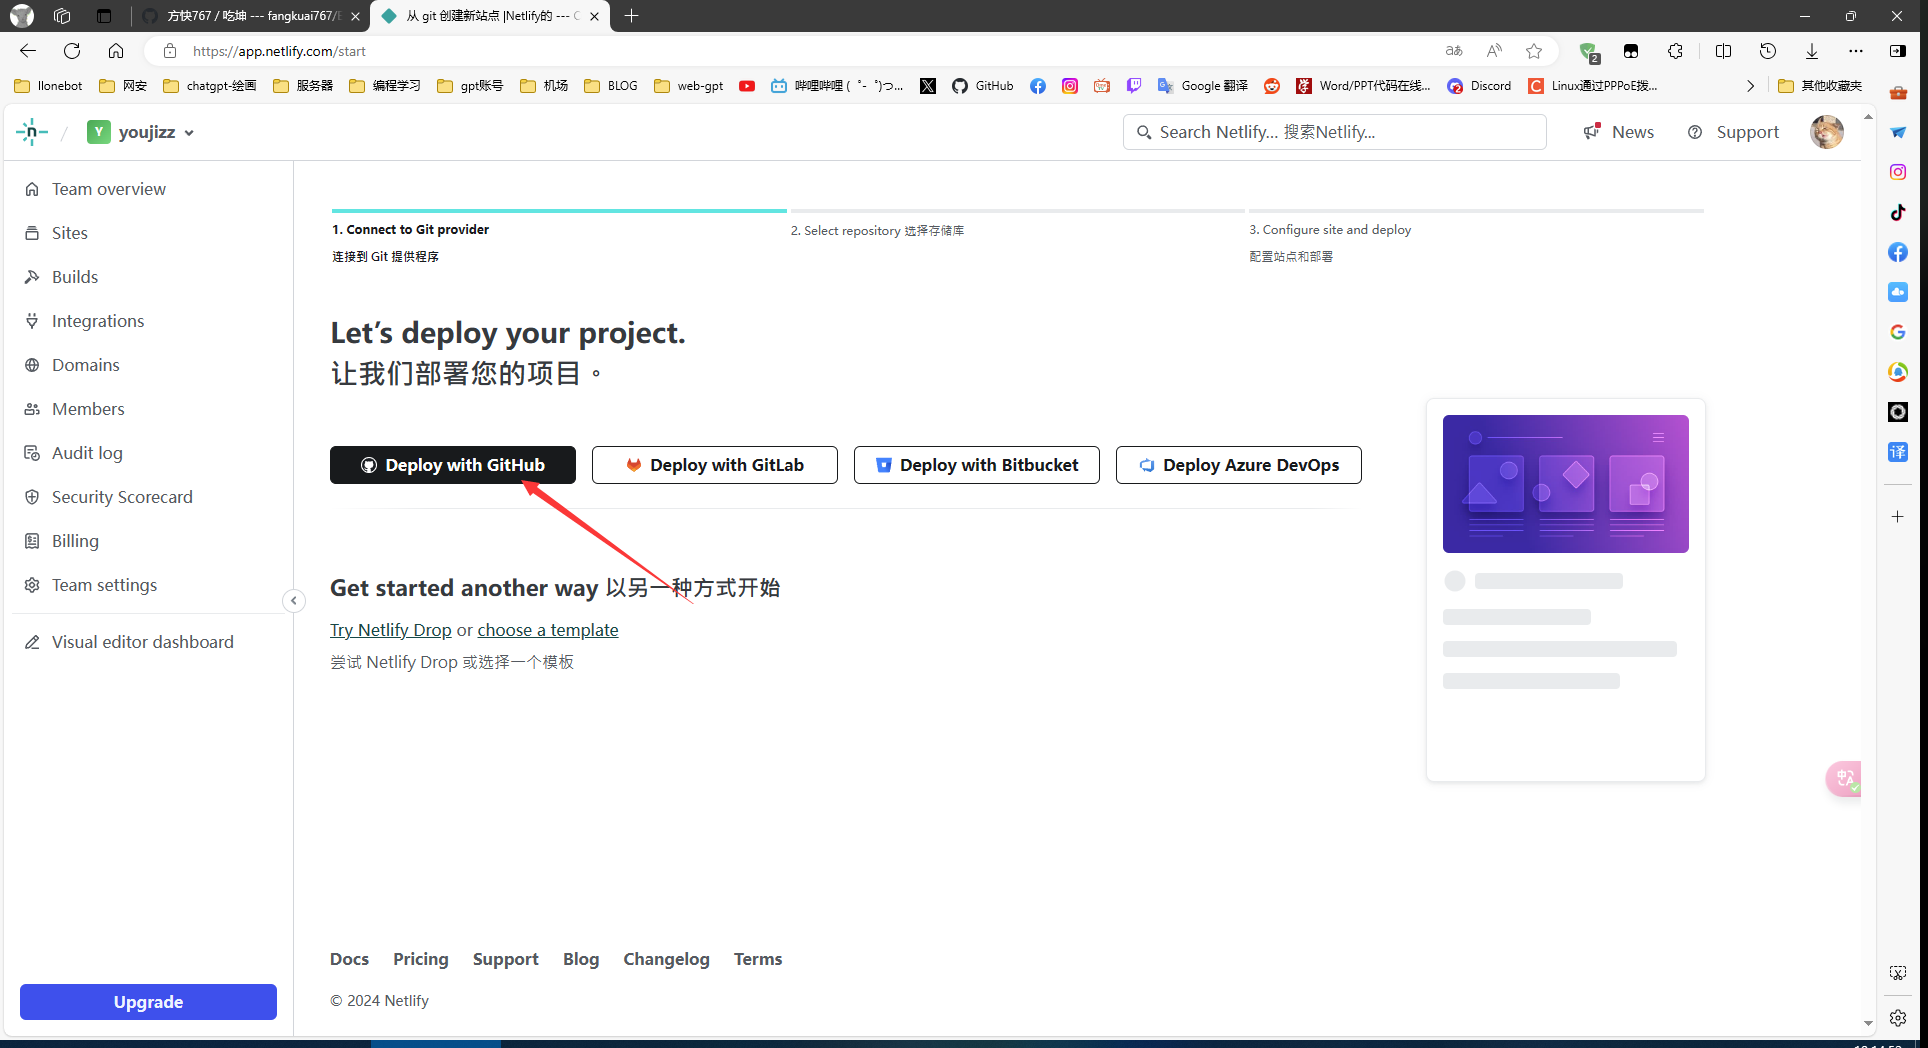 方快767 / 吃坤 --- fangkuai767/
从 git 创建新站点 |Netlify的 ---
https://app.netlify.com/start
aあ
2
llonebot
网安
chatgpt-绘画
服务器
编程学习
gpt账号
机场
BLOG
web-gpt
哔哩哔哩 ( ゜- ゜)つ...
GitHub
Google 翻译
Word/PPT代码在线...
Discord
Linux通过PPPoE拨...
其他收藏夹
Y youjizz
Search Netlify... 搜索Netlify...
News
Support
Team overview
Sites
Builds
Integrations
Domains
Members
Audit log
Security Scorecard
Billing
Team settings
Visual editor dashboard
Upgrade
1. Connect to Git provider
连接到 Git 提供程序
2. Select repository 选择存储库
3. Configure site and deploy
配置站点和部署
Let’s deploy your project.
让我们部署您的项目。
Deploy with GitHub
Deploy with GitLab
Deploy with Bitbucket
Deploy Azure DevOps
Get started another way 以另一种方式开始
Try Netlify Drop or choose a template
尝试 Netlify Drop 或选择一个模板
Docs
Pricing
Support
Blog
Changelog
Terms
© 2024 Netlify
译